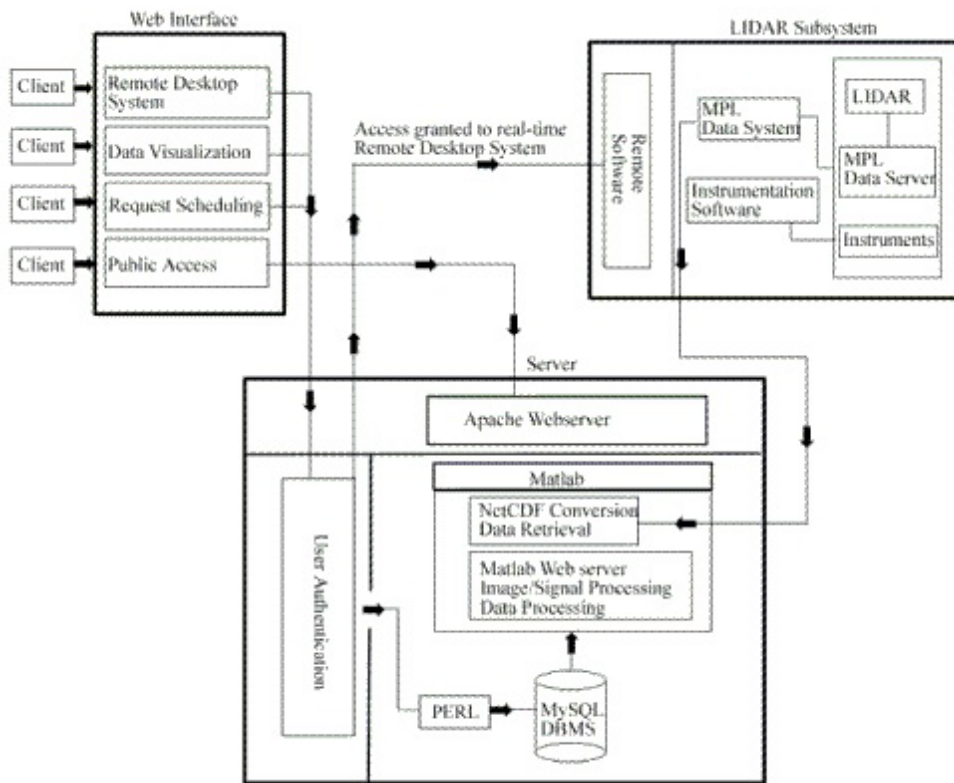 Web Interface
LIDAR Subsystem
Client
Remote Desktop
System
Client
Data Visualization
Client
Request Scheduling
Client
Public Access
Access granted to real-time
Remote Desktop System
Remote
Software
MPL
Data System
LIDAR
MPL
Data Server
Instrumentation
Software
Instruments
Server
Apache Webserver
User Authentication
Matlab
NetCDF Conversion
Data Retrieval
Matlab Web server
Image/Signal Processing
Data Processing
PERL
MySQL
DBMS